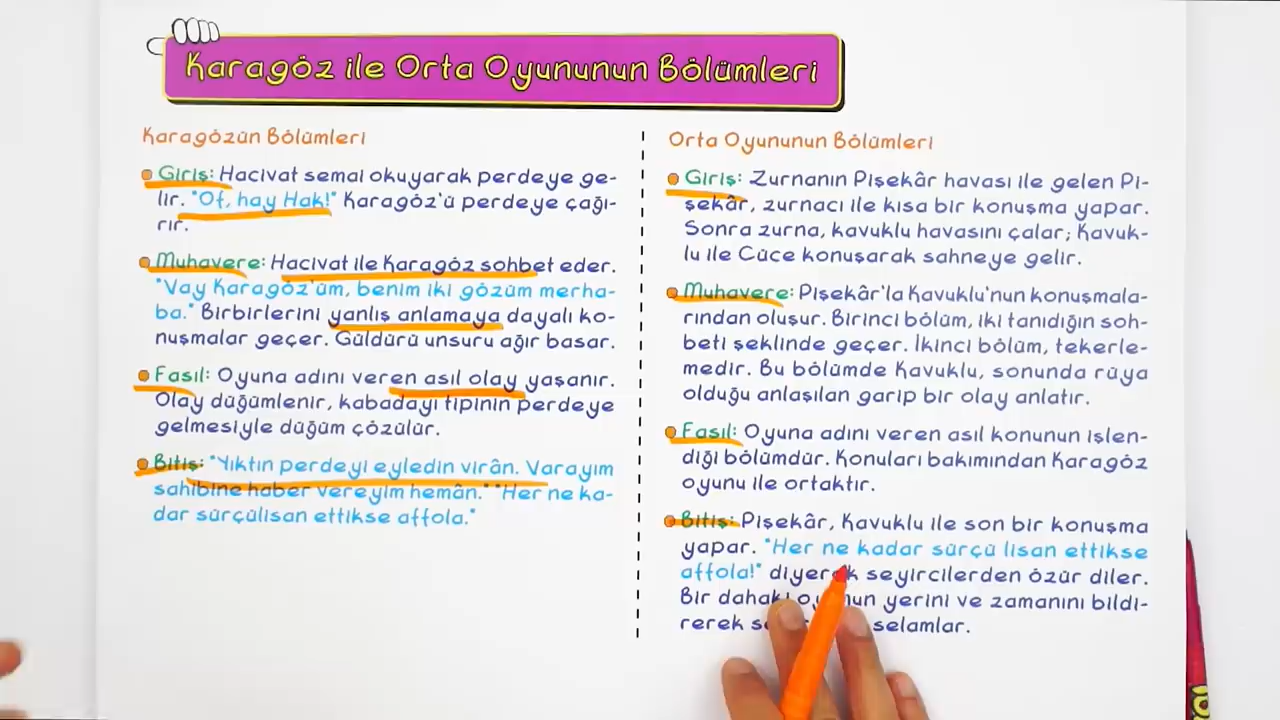 Karagöz ile Orta Oyununun Bölümleri
Karagözün Bölümleri
Giriş: Hacivat semai okuyarak perdeye ge-
lir. "Of, hay Hak!" Karagöz'ü perdeye çağı-
rır.
Muhavere: Hacivat ile Karagöz sohbet eder.
"Vay Karagöz'üm, benim iki gözüm merha-
ba." Birbirlerini yanlış anlamaya dayalı ko-
nuşmalar geçer. Güldürü unsuru ağır basar.
Fasıl: Oyuna adını veren asıl olay yaşanır.
Olay düğümlenir, kabadayı tipinin perdeye
gelmesiyle düğüm çözülür.
Bitiş: "Yıktın perdeyi eyledin virân. Varayım
sahibine haber vereyim hemân." "Her ne ka-
dar sürçülisan ettikse affola."
Orta Oyununun Bölümleri
Giriş: Zurnanın Pişekâr havası ile gelen Pi-
şekâr, zurnacı ile kısa bir konuşma yapar.
Sonra zurna, kavuklu havasını çalar; Kavuk-
lu ile Cüce konuşarak sahneye gelir.
Muhavere: Pişekâr'la Kavuklu'nun konuşmala-
rından oluşur. Birinci bölüm, iki tanıdığın soh-
beti şeklinde geçer. İkinci bölüm, tekerle-
medir. Bu bölümde Kavuklu, sonunda rüya
olduğu anlaşılan garip bir olay anlatır.
Fasıl: Oyuna adını veren asıl konunun işlen-
diği bölümdür. Konuları bakımından Karagöz
oyunu ile ortaktır.
Bitiş: Pişekâr, Kavuklu ile son bir konuşma
yapar. "Her ne kadar sürçü lisan ettikse
affola!" diyerek seyircilerden özür diler.
Bir dahaki oyunun yerini ve zamanını bildi-
rerek selamlar.